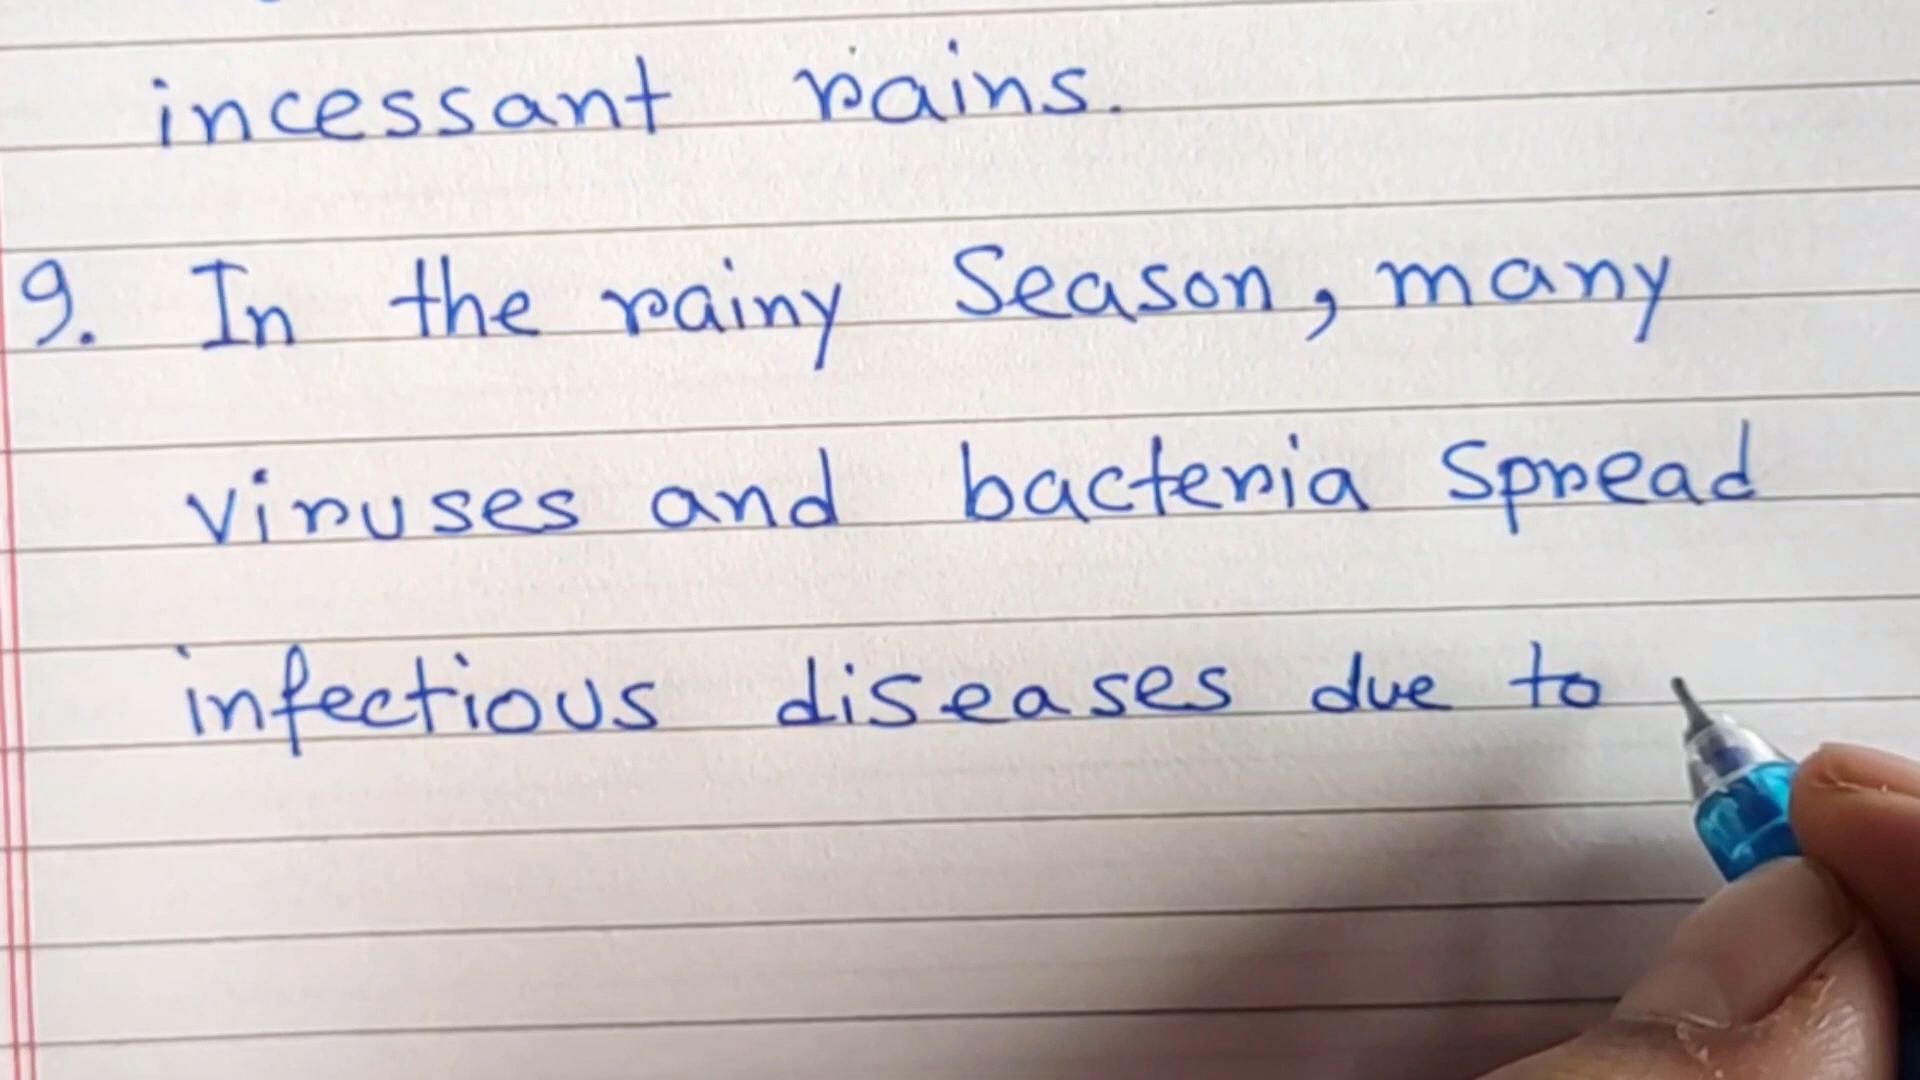 incessant rains.
9. In the rainy Season, many
viruses and bacteria Spread
infectious diseases due to